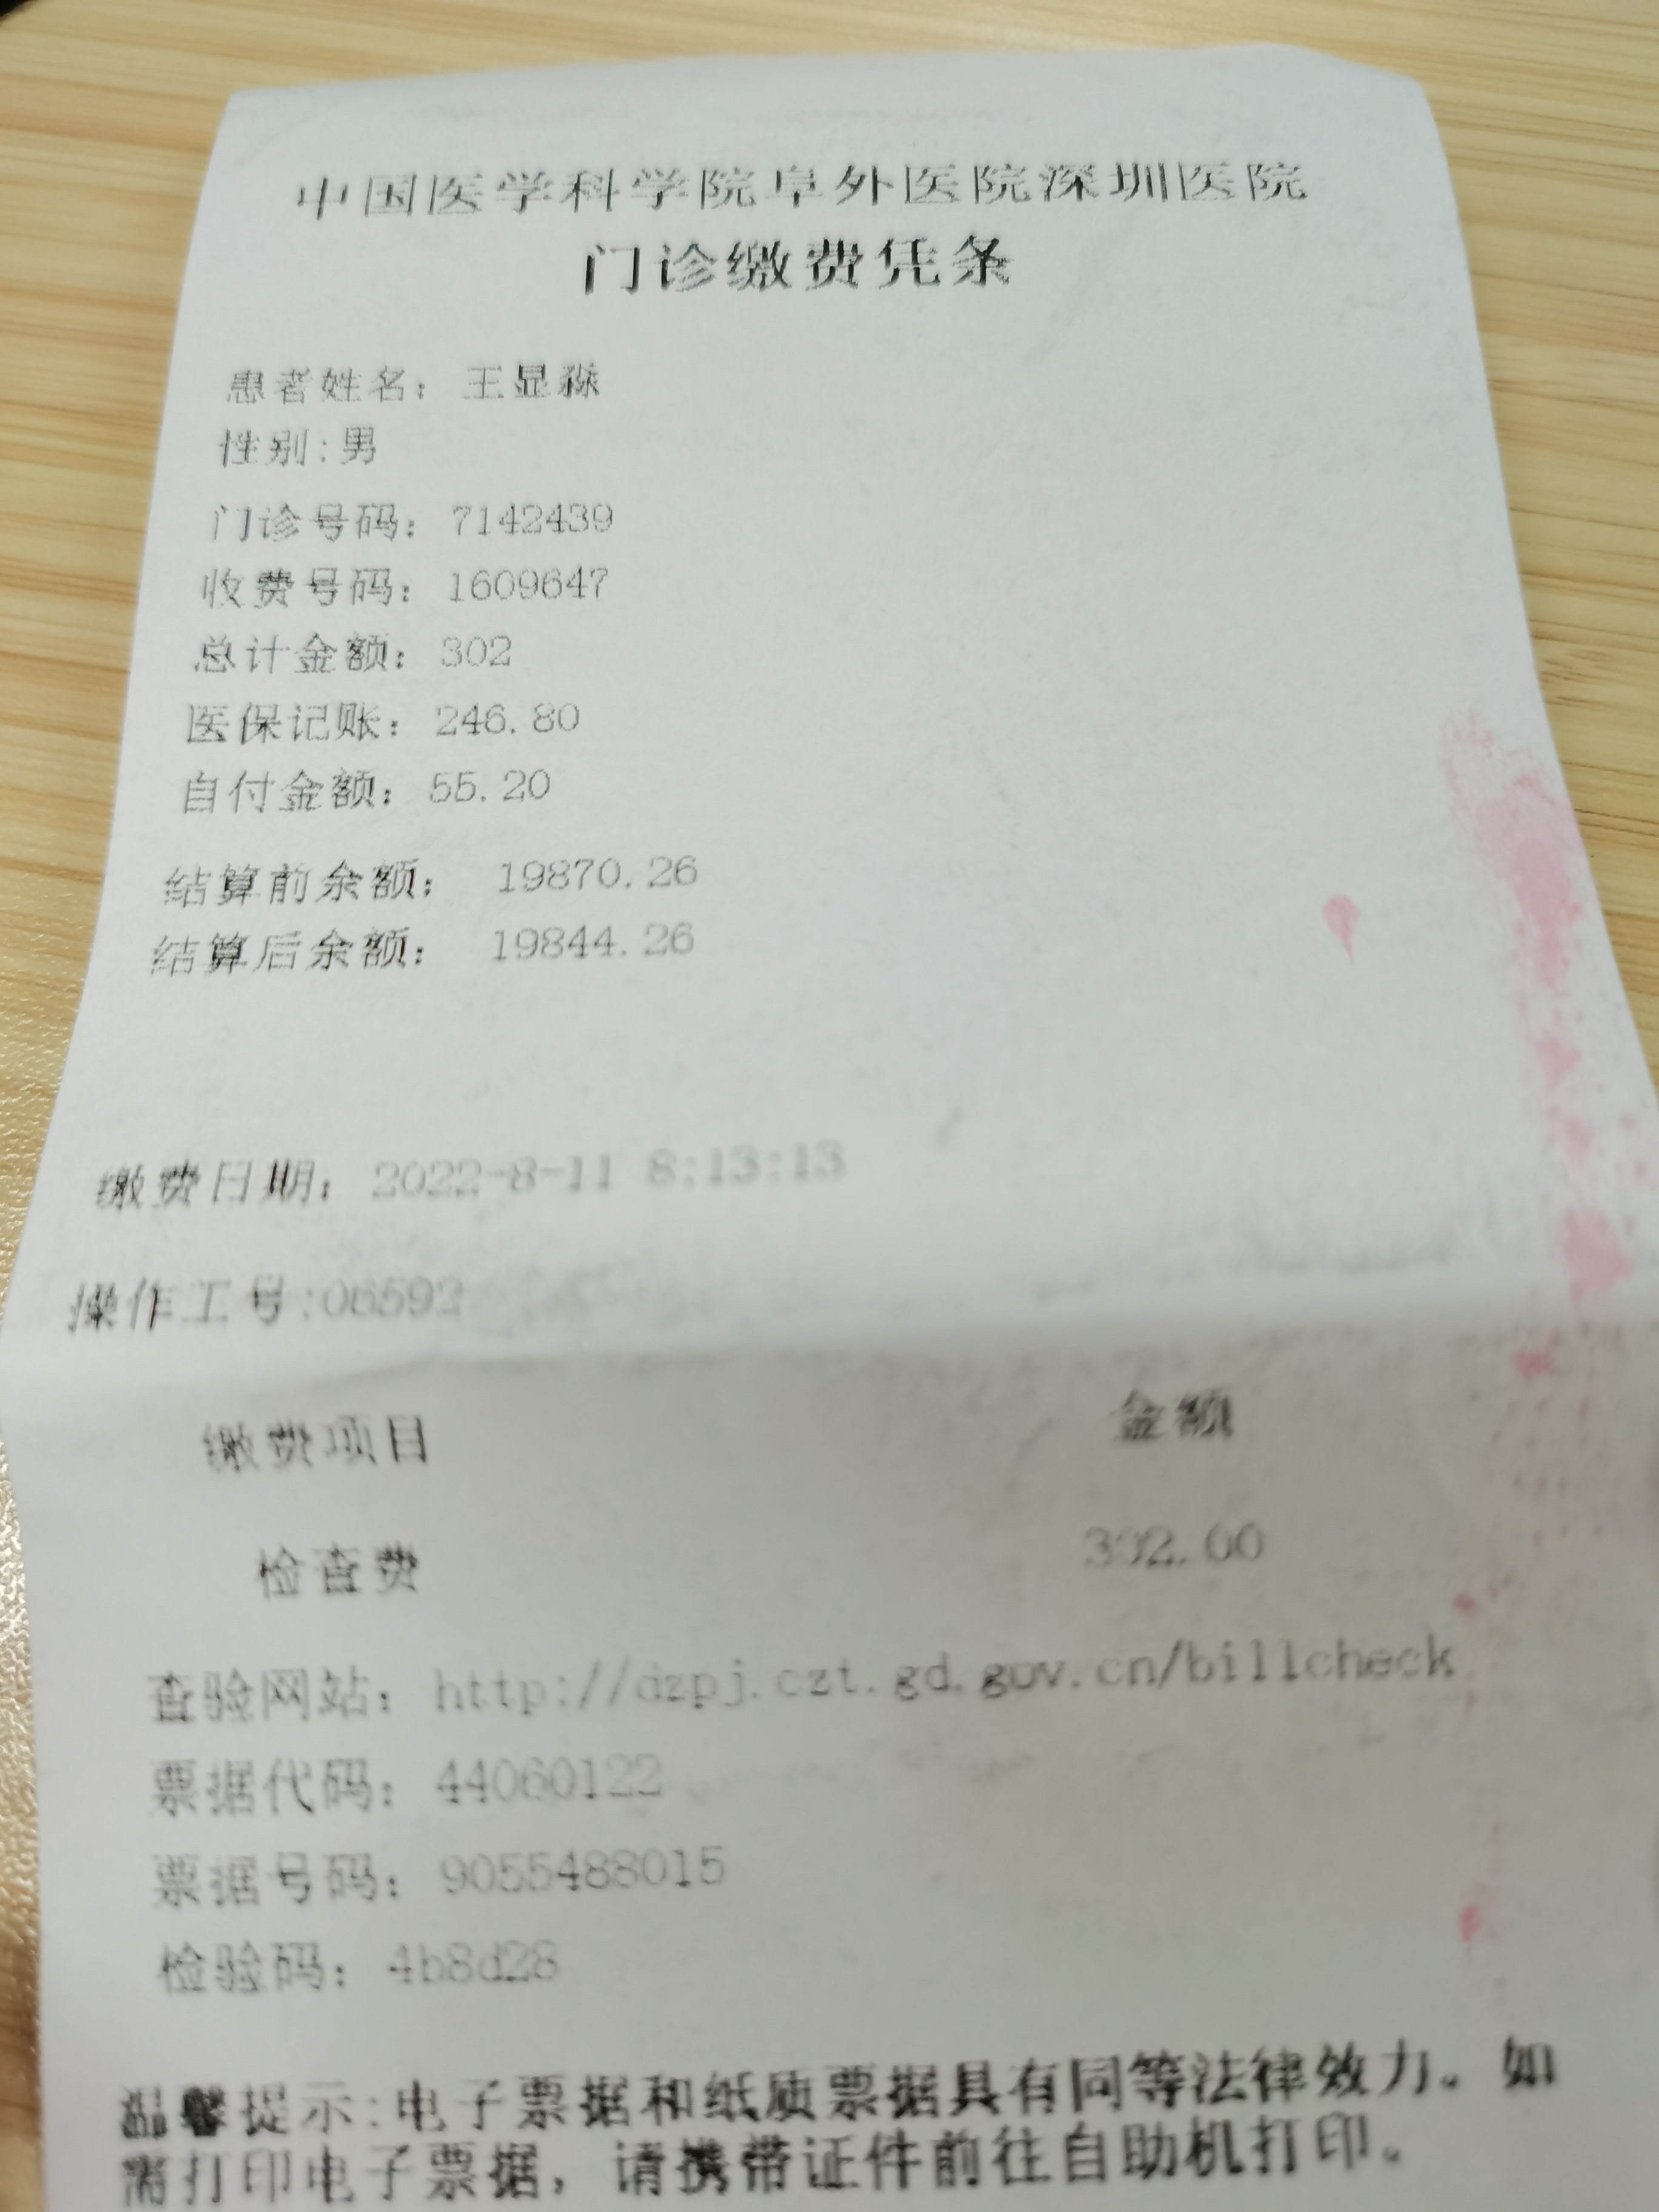 中国医学科学院阜外医院深圳医院
门诊缴费凭条
患者姓名： 王显淼
性别:男
门诊号码： 7142439
收费号码： 1609647
总计金额： 302
医保记账： 246.80
自付金额： 55.20
结算前余额： 19870.26
结算后余额： 19844.26
缴费日期： 2022-8-11 8:13:13
操作工号:06592
缴费项目 金额
检查费 302.00
查验网站： http://dzpj.czt.gd.gov.cn/billcheck
票据代码： 44060122
票据号码： 9055488015
检验码： 4b8d28
温馨提示:电子票据和纸质票据具有同等法律效力。如
需打印电子票据，请携带证件前往自助机打印。